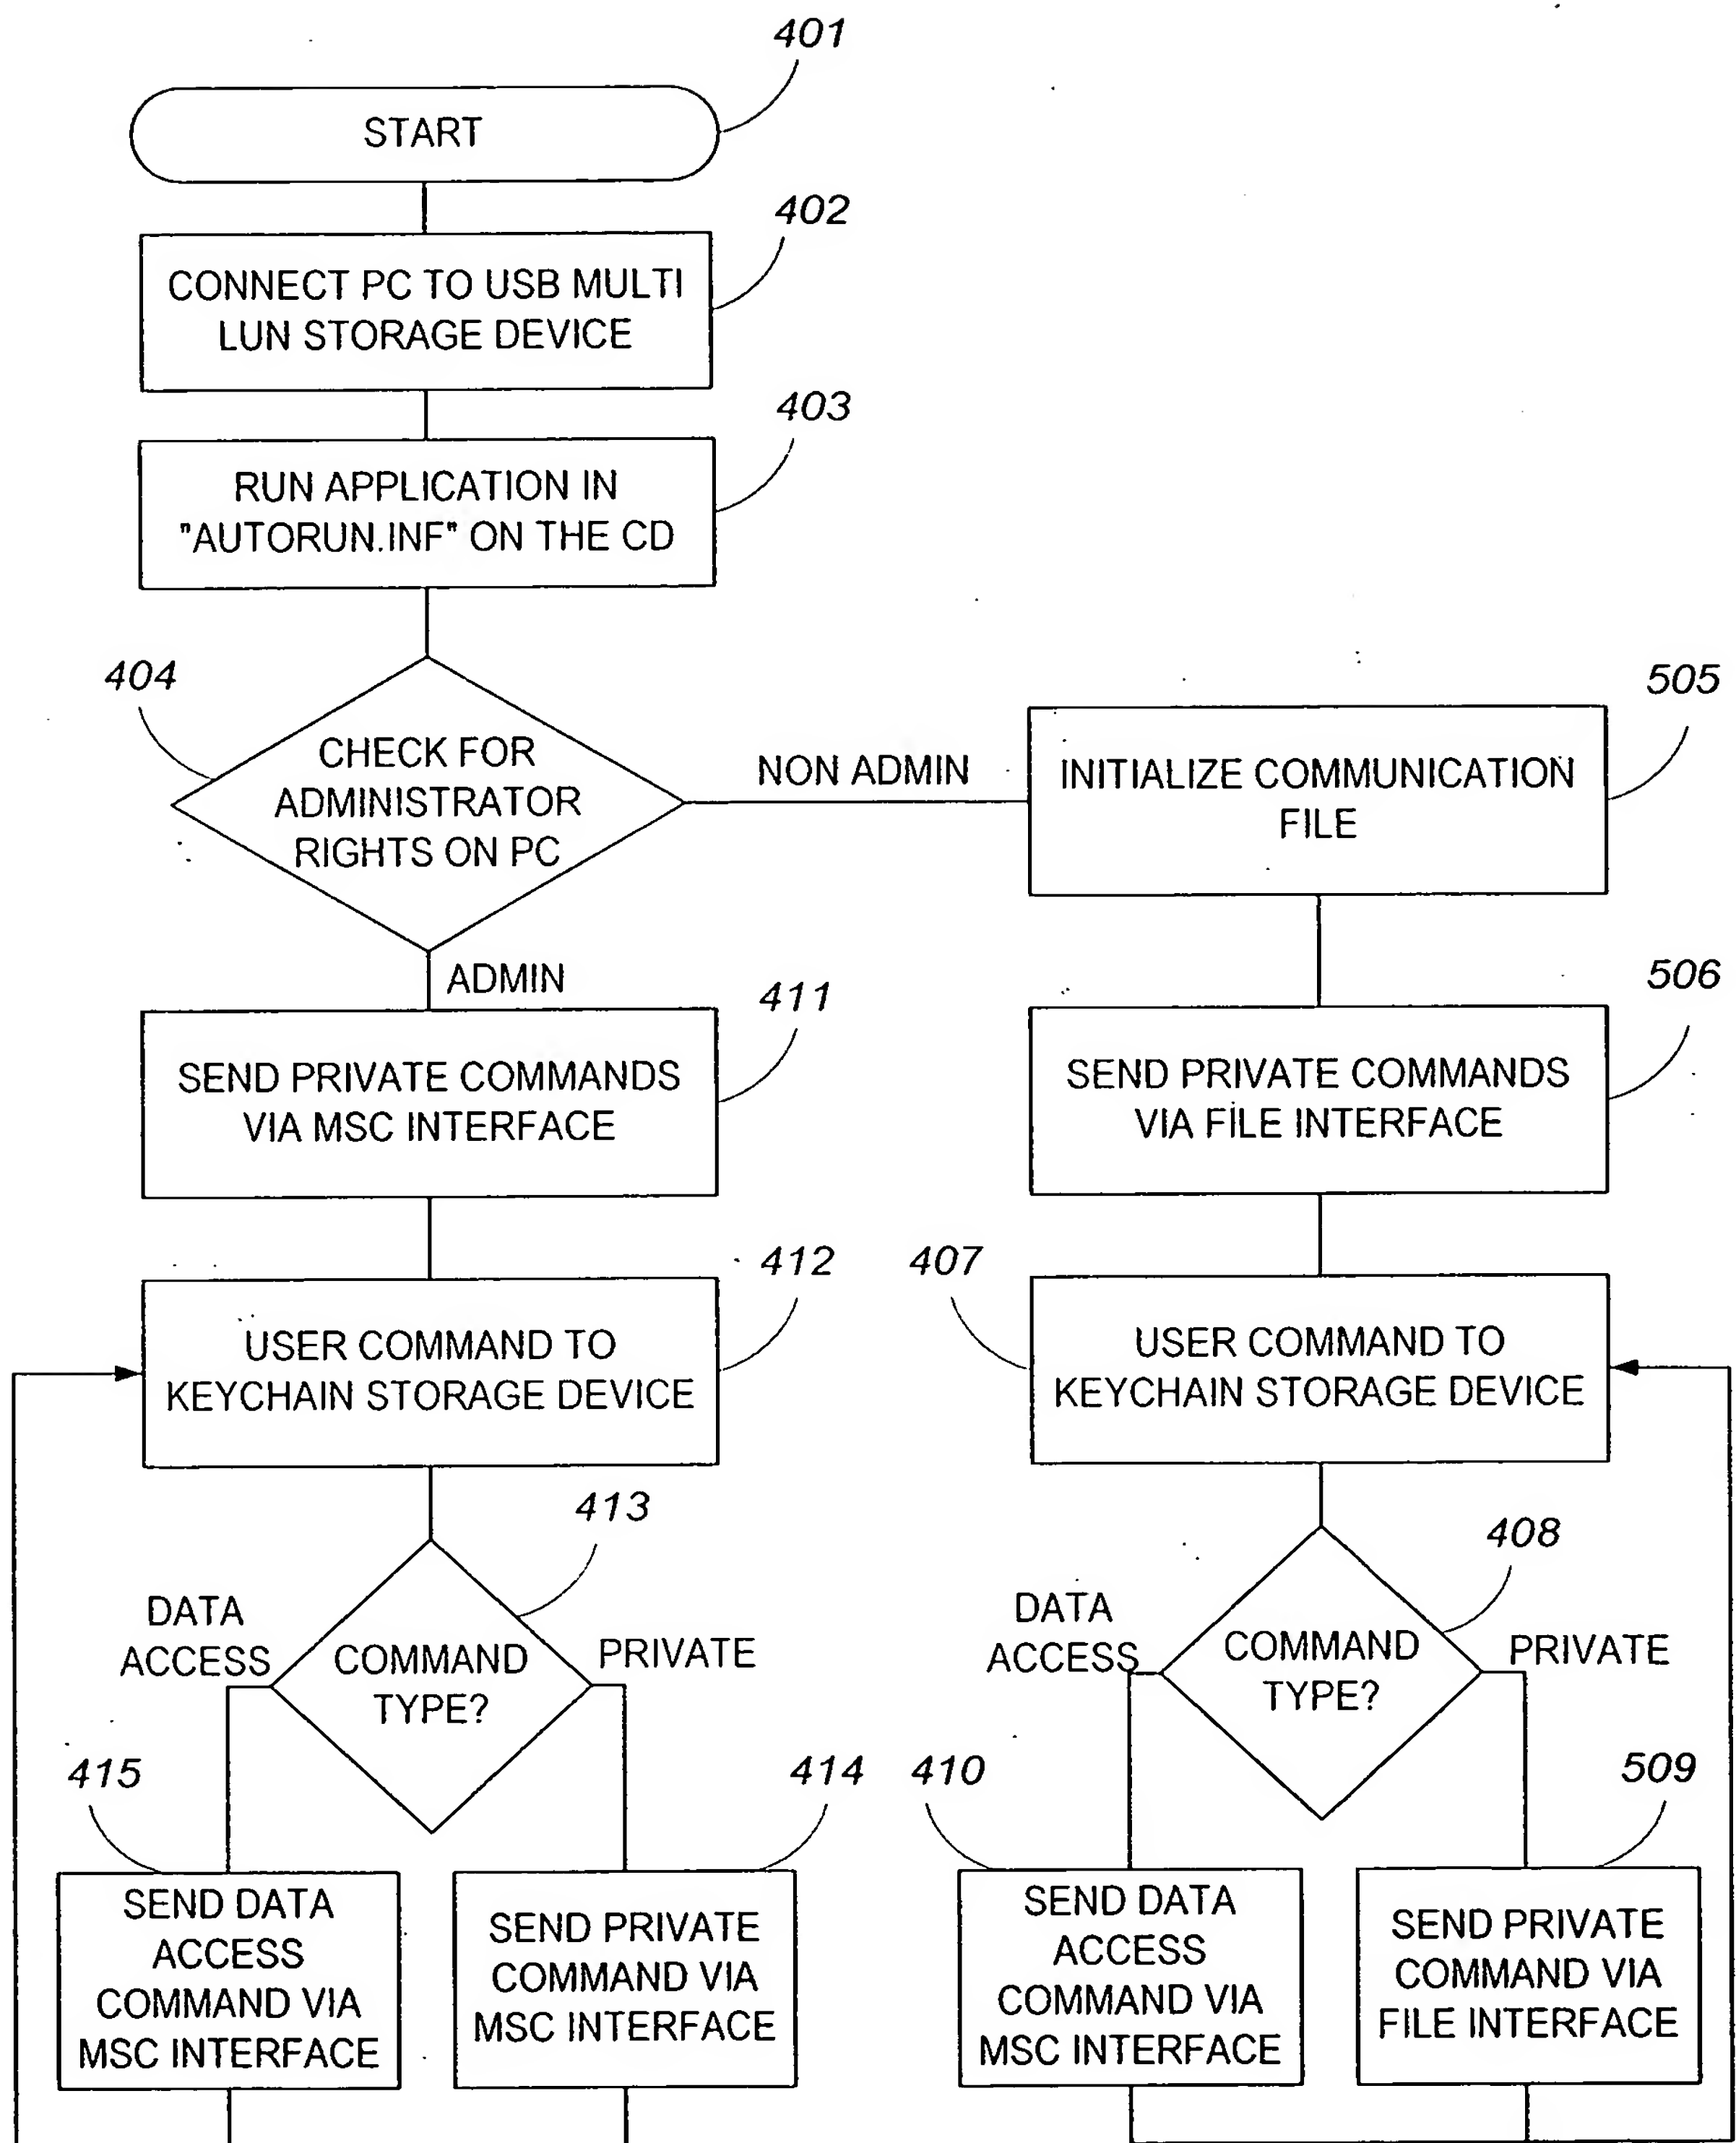 401
START
402
CONNECT PC TO USB MULTI
LUN STORAGE DEVICE
403
RUN APPLICATION IN
"AUTORUN.INF" ON THE CD
404
CHECK FOR
ADMINISTRATOR
RIGHTS ON PC
NON ADMIN
505
INITIALIZE COMMUNICATION
FILE
ADMIN
411
SEND PRIVATE COMMANDS
VIA MSC INTERFACE
506
SEND PRIVATE COMMANDS
VIA FILE INTERFACE
412
USER COMMAND TO
KEYCHAIN STORAGE DEVICE
407
USER COMMAND TO
KEYCHAIN STORAGE DEVICE
413
DATA
ACCESS
COMMAND
TYPE?
PRIVATE
408
DATA
ACCESS
COMMAND
TYPE?
PRIVATE
415
SEND DATA
ACCESS
COMMAND VIA
MSC INTERFACE
414
SEND PRIVATE
COMMAND VIA
MSC INTERFACE
410
SEND DATA
ACCESS
COMMAND VIA
MSC INTERFACE
509
SEND PRIVATE
COMMAND VIA
FILE INTERFACE